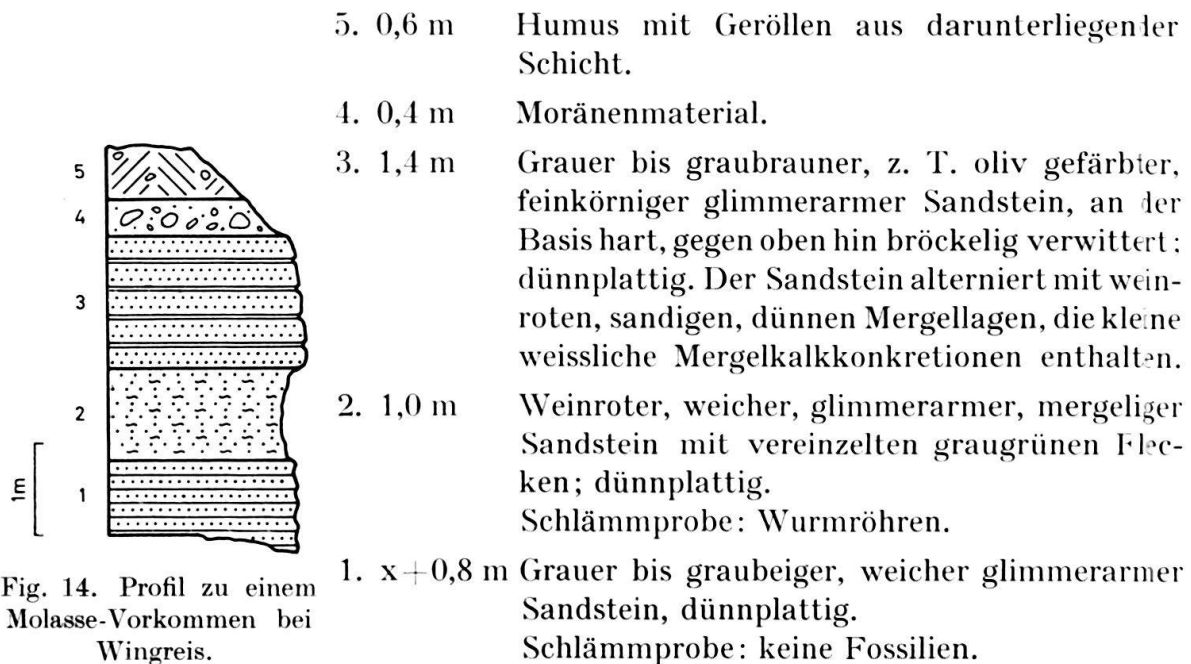 5. 0,6 m Humus mit Geröllen aus darunterliegender
Schicht.
4. 0,4 m Moränenmaterial.
3. 1,4 m Grauer bis graubrauner, z. T. oliv gefärbter,
feinkörniger glimmerarmer Sandstein, an der
Basis hart, gegen oben hin bröckelig verwittert;
dünnplattig. Der Sandstein alterniert mit wein-
roten, sandigen, dünnen Mergellagen, die kleine
weissliche Mergelkalkkonkretionen enthalten.
2. 1,0 m Weinroter, weicher, glimmerarmer, mergeliger
Sandstein mit vereinzelten graugrünen Flec-
ken; dünnplattig.
Schlämmprobe: Wurmröhren.
1. x+0,8 m Grauer bis graubeiger, weicher glimmerarmer
Sandstein, dünnplattig.
Schlämmprobe: keine Fossilien.
5
4
3
2
1
1m
Fig. 14. Profil zu einem
Molasse-Vorkommen bei
Wingreis.